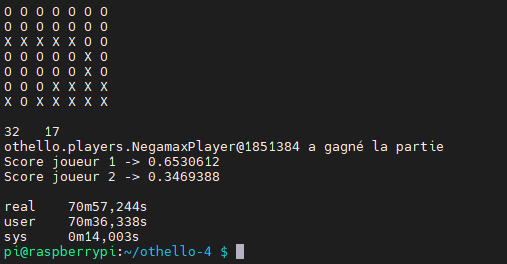 O O O O O O O
O O O O O O O
X X X X X O O
O O O O O X O
O O O O O X O
O O O X X X X
X O X X X X X
32 17
othello.players.NegamaxPlayer@1851384 a gagné la partie
Score joueur 1 -> 0.6530612
Score joueur 2 -> 0.3469388
real 70m57,244s
user 70m36,338s
sys 0m14,003s
pi@raspberrypi:~/othello-4 $